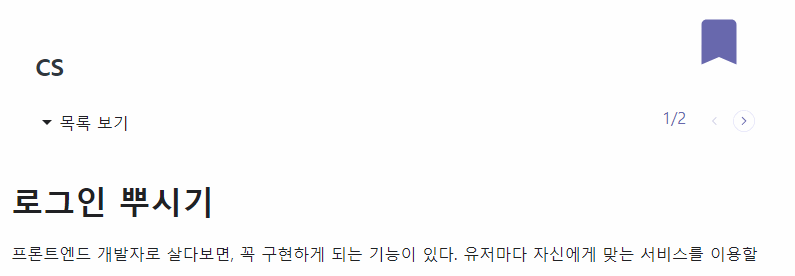 CS
목록 보기
1/2
로그인 뿌시기
프론트엔드 개발자로 살다보면, 꼭 구현하게 되는 기능이 있다. 유저마다 자신에게 맞는 서비스를 이용할